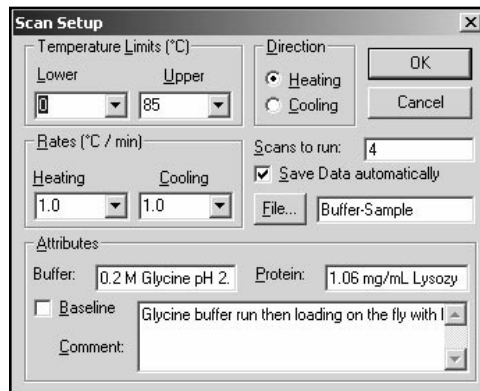 Scan Setup
Temperature Limits (°C)
Lower
Upper
0
85
Direction
Heating
Cooling
OK
Cancel
Rates (°C / min)
Heating
Cooling
1.0
1.0
Scans to run:
4
Save Data automatically
File...
Buffer-Sample
Attributes
Buffer:
0.2 M Glycine pH 2.
Protein:
1.06 mg/mL Lysozy
Baseline
Comment:
Glycine buffer run then loading on the fly with l